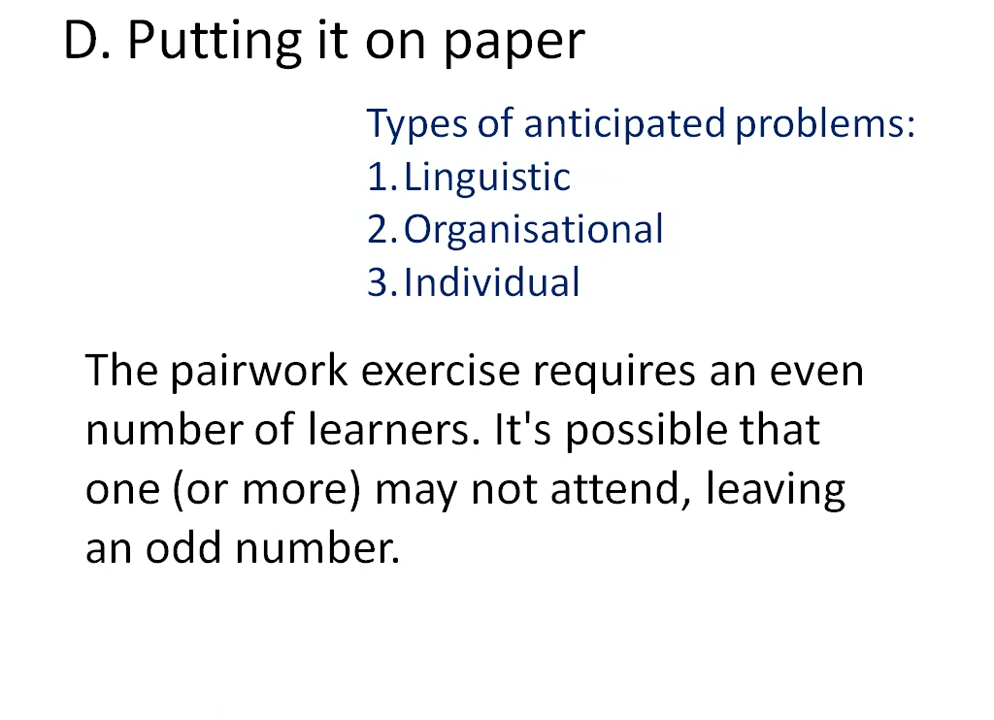 D. Putting it on paper
Types of anticipated problems:
1. Linguistic
2. Organisational
3. Individual
The pairwork exercise requires an even
number of learners. It's possible that
one (or more) may not attend, leaving
an odd number.